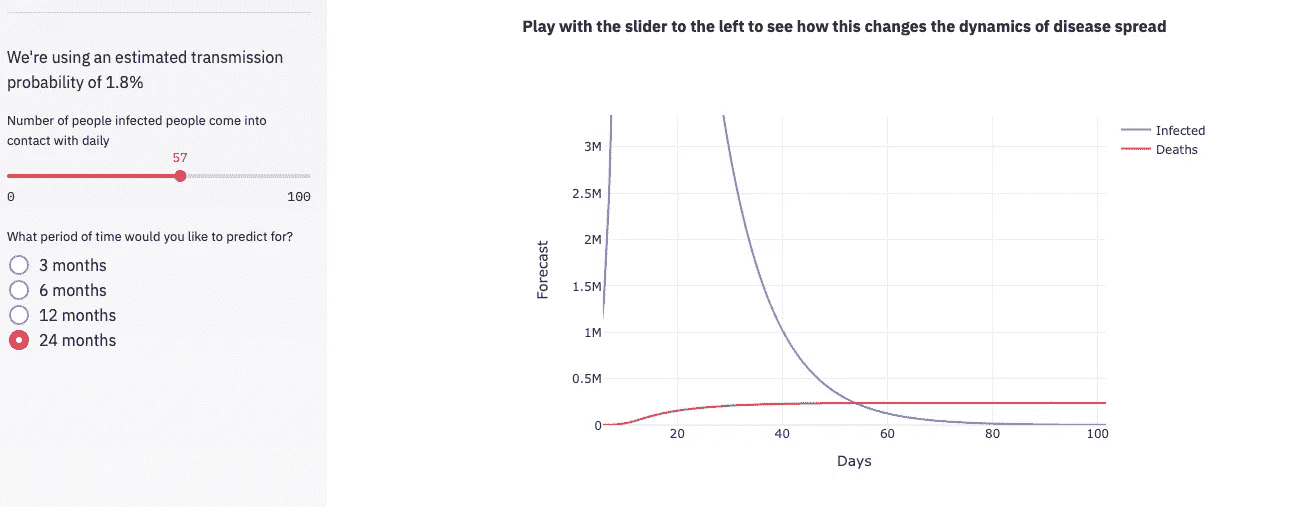 We're using an estimated transmission
probability of 1.8%
Number of people infected people come into
contact with daily
57
0 100
What period of time would you like to predict for?
3 months
6 months
12 months
24 months
Play with the slider to the left to see how this changes the dynamics of disease spread
Infected
Deaths
3M
2.5M
2M
1.5M
1M
0.5M
0
Forecast
20 40 60 80 100
Days